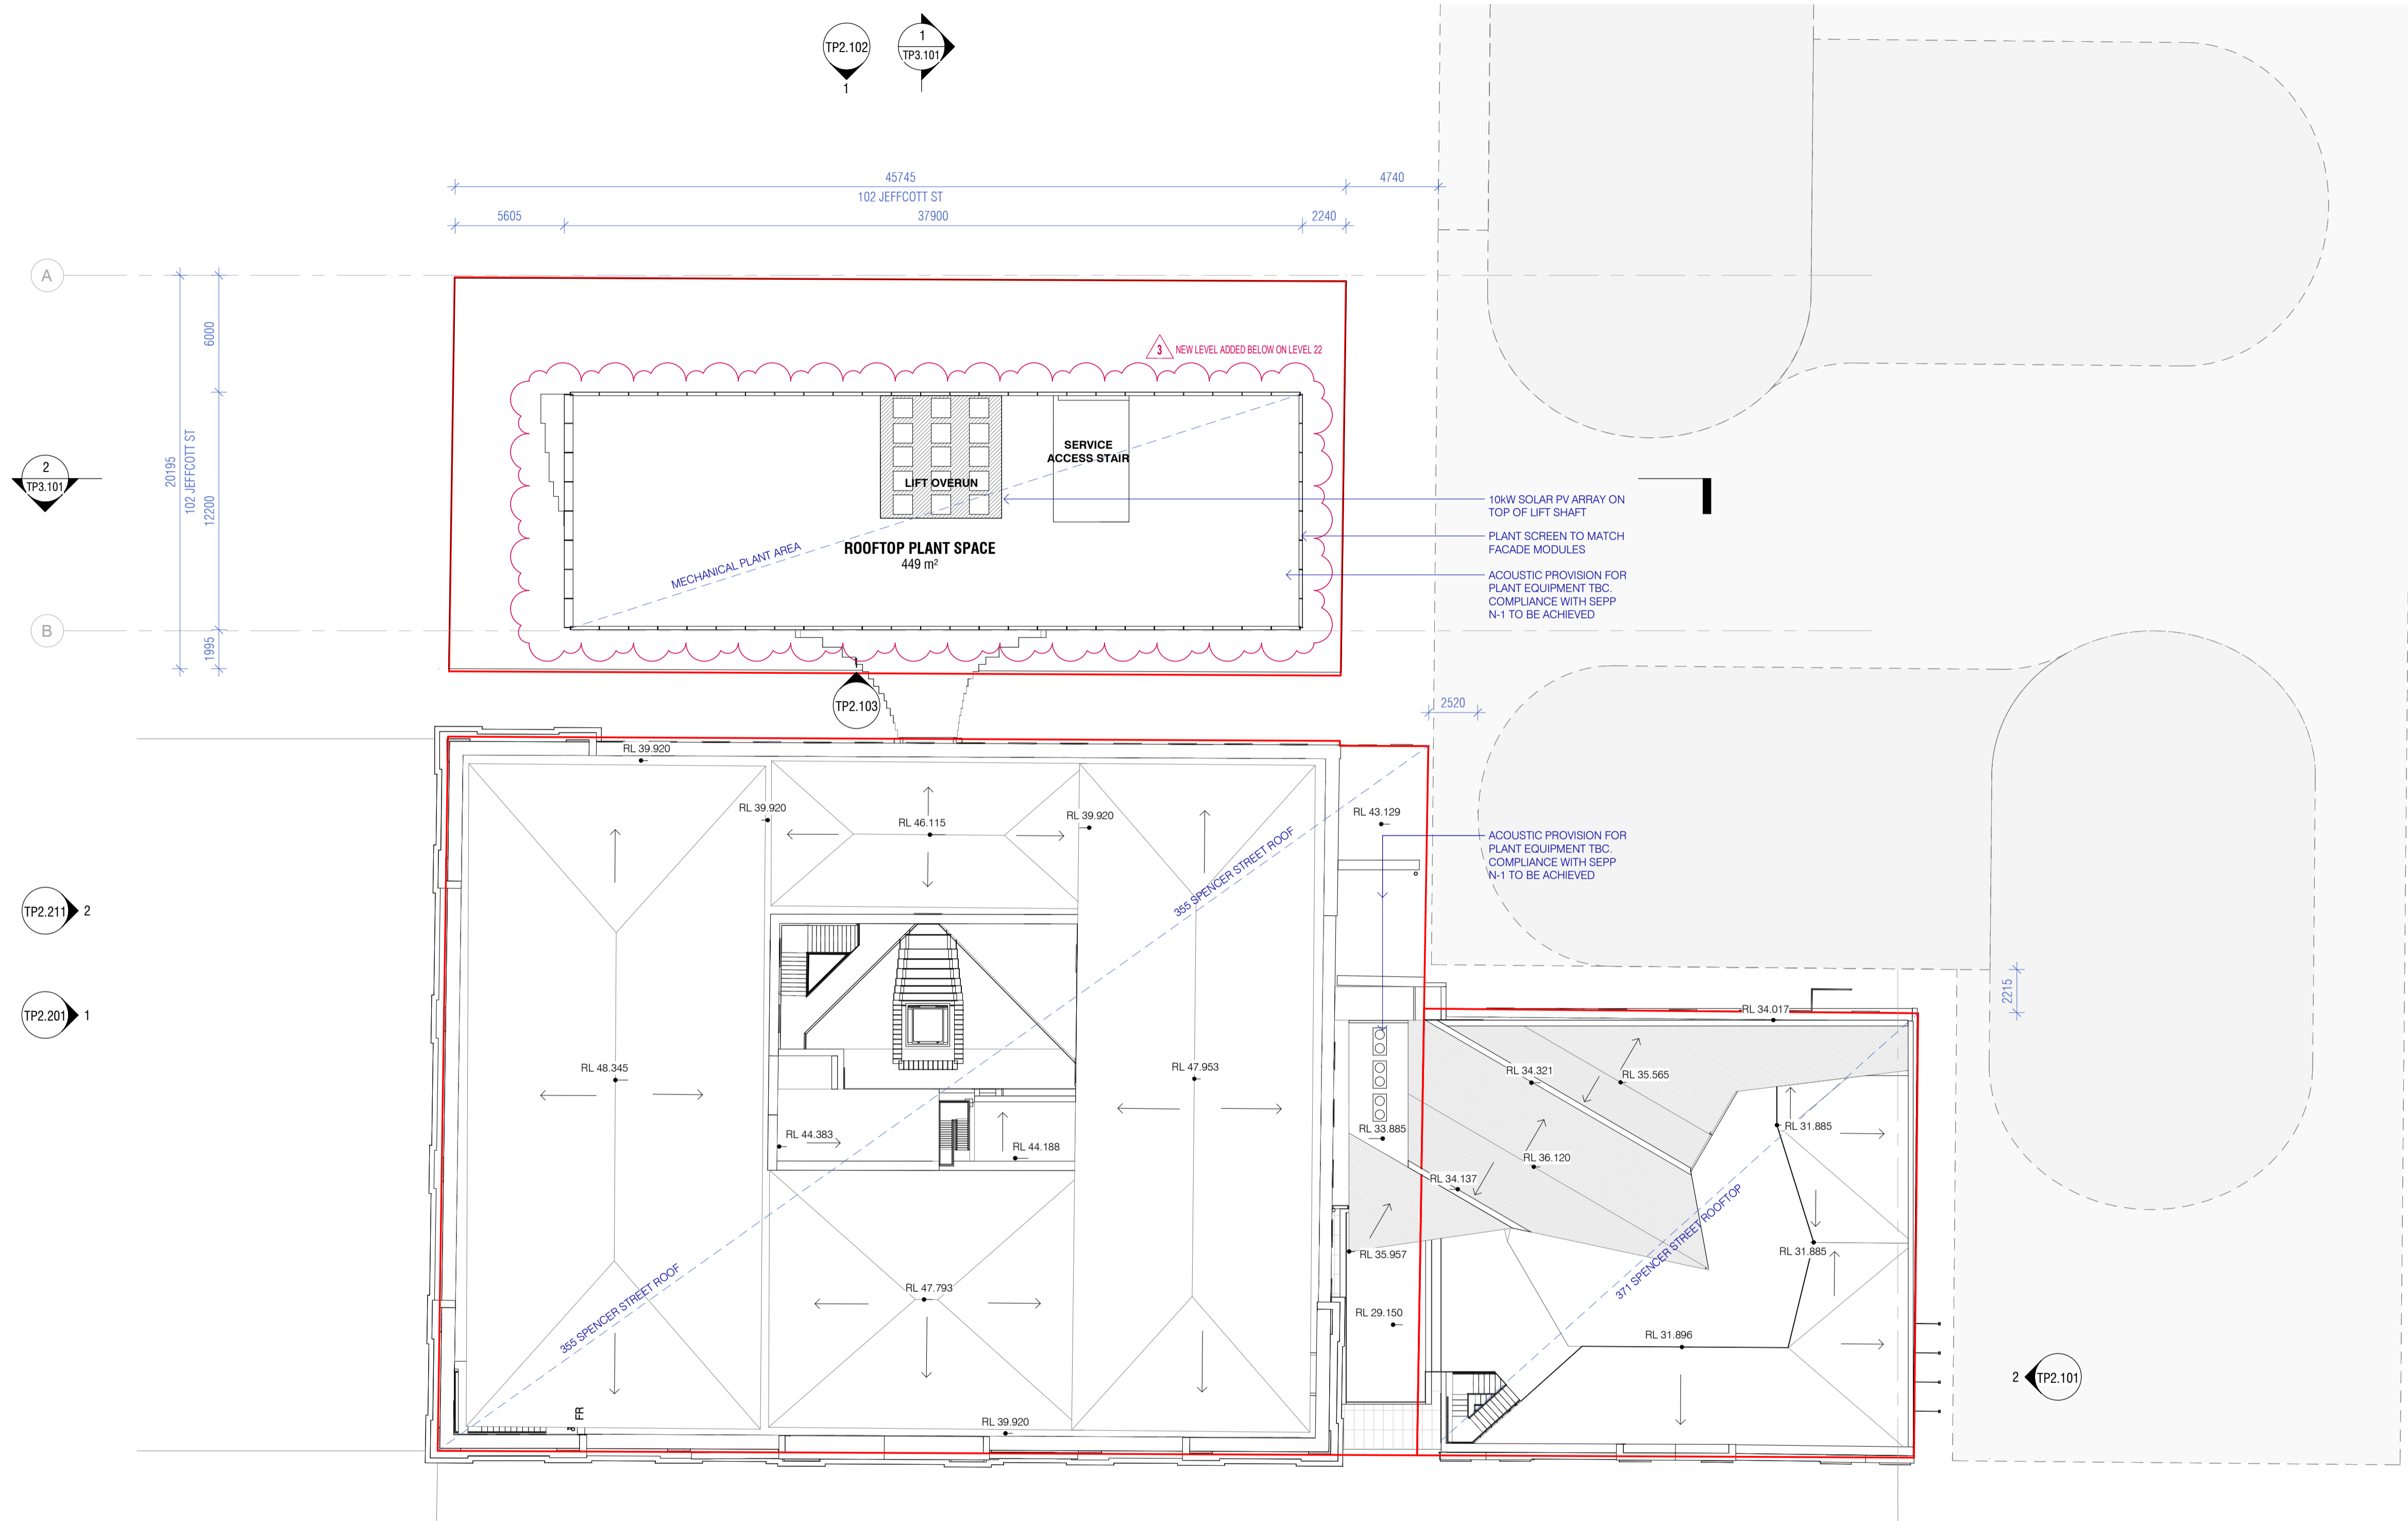 TP2.102
1
1
TP3.101
45745
4740
102 JEFFCOTT ST
5605
37900
2240
A
6000
3
NEW LEVEL ADDED BELOW ON LEVEL 22
20195
102 JEFFCOTT ST
12200
SERVICE
ACCESS STAIR
2
TP3.101
LIFT OVERUN
10kW SOLAR PV ARRAY ON
TOP OF LIFT SHAFT
PLANT SCREEN TO MATCH
FACADE MODULES
ROOFTOP PLANT SPACE
449 m²
MECHANICAL PLANT AREA
ACOUSTIC PROVISION FOR
PLANT EQUIPMENT TBC.
COMPLIANCE WITH SEPP
N-1 TO BE ACHIEVED
B
1995
TP2.103
2520
RL 39.920
RL 39.920
RL 46.115
RL 39.920
RL 43.129
355 SPENCER STREET ROOF
ACOUSTIC PROVISION FOR
PLANT EQUIPMENT TBC.
COMPLIANCE WITH SEPP
N-1 TO BE ACHIEVED
TP2.211
2
TP2.201
1
2215
RL 34.017
RL 48.345
RL 47.953
RL 34.321
RL 35.565
RL 44.383
RL 44.188
RL 33.885
RL 31.885
RL 36.120
RL 34.137
371 SPENCER STREET ROOFTOP
RL 35.957
RL 31.885
RL 47.793
355 SPENCER STREET ROOF
RL 29.150
RL 31.896
2
TP2.101
FR
RL 39.920